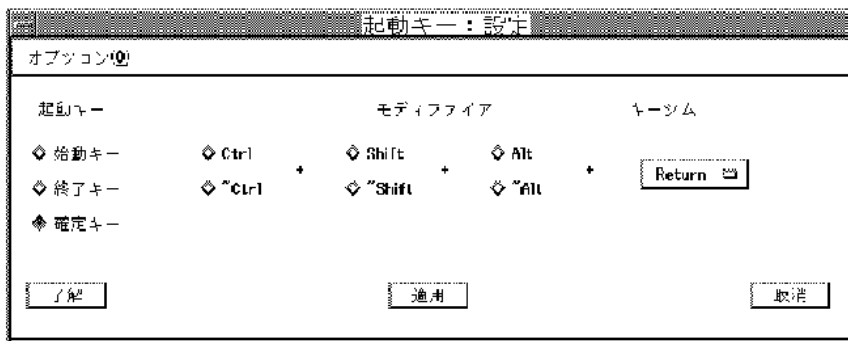 起動キー：設定
オプション(O)
起動キー モディファイア キーシム
始動キー Ctrl + Shift + Alt + Return
終了キー ~Ctrl ~Shift ~Alt
確定キー
了解 適用 取消